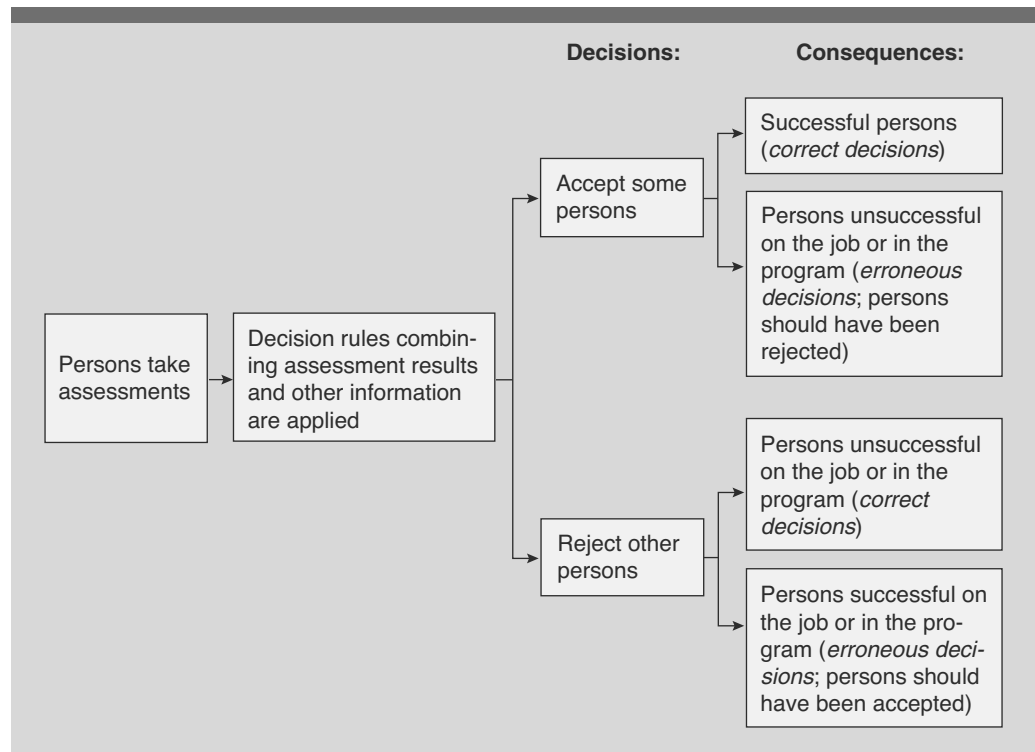 Decisions:
Consequences:
Persons take
assessments
Decision rules combin-
ing assessment results
and other information
are applied
Accept some
persons
Successful persons
(correct decisions)
Persons unsuccessful
on the job or in the
program (erroneous
decisions; persons
should have been
rejected)
Reject other
persons
Persons unsuccessful
on the job or in the
program (correct
decisions)
Persons successful on
the job or in the pro-
gram (erroneous deci-
sions; persons should
have been accepted)